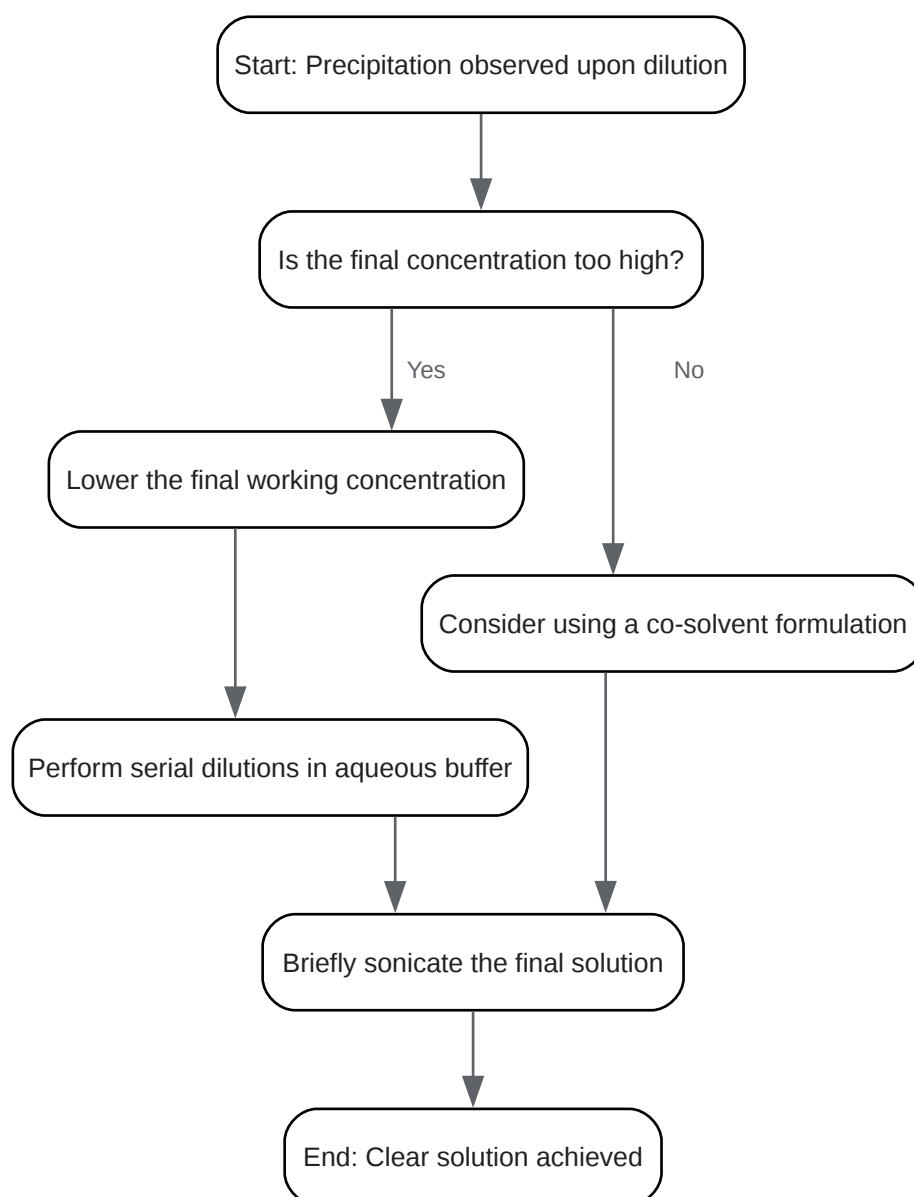 Start: Precipitation observed upon dilution
Is the final concentration too high?
Yes
No
Lower the final working concentration
Consider using a co-solvent formulation
Perform serial dilutions in aqueous buffer
Briefly sonicate the final solution
End: Clear solution achieved